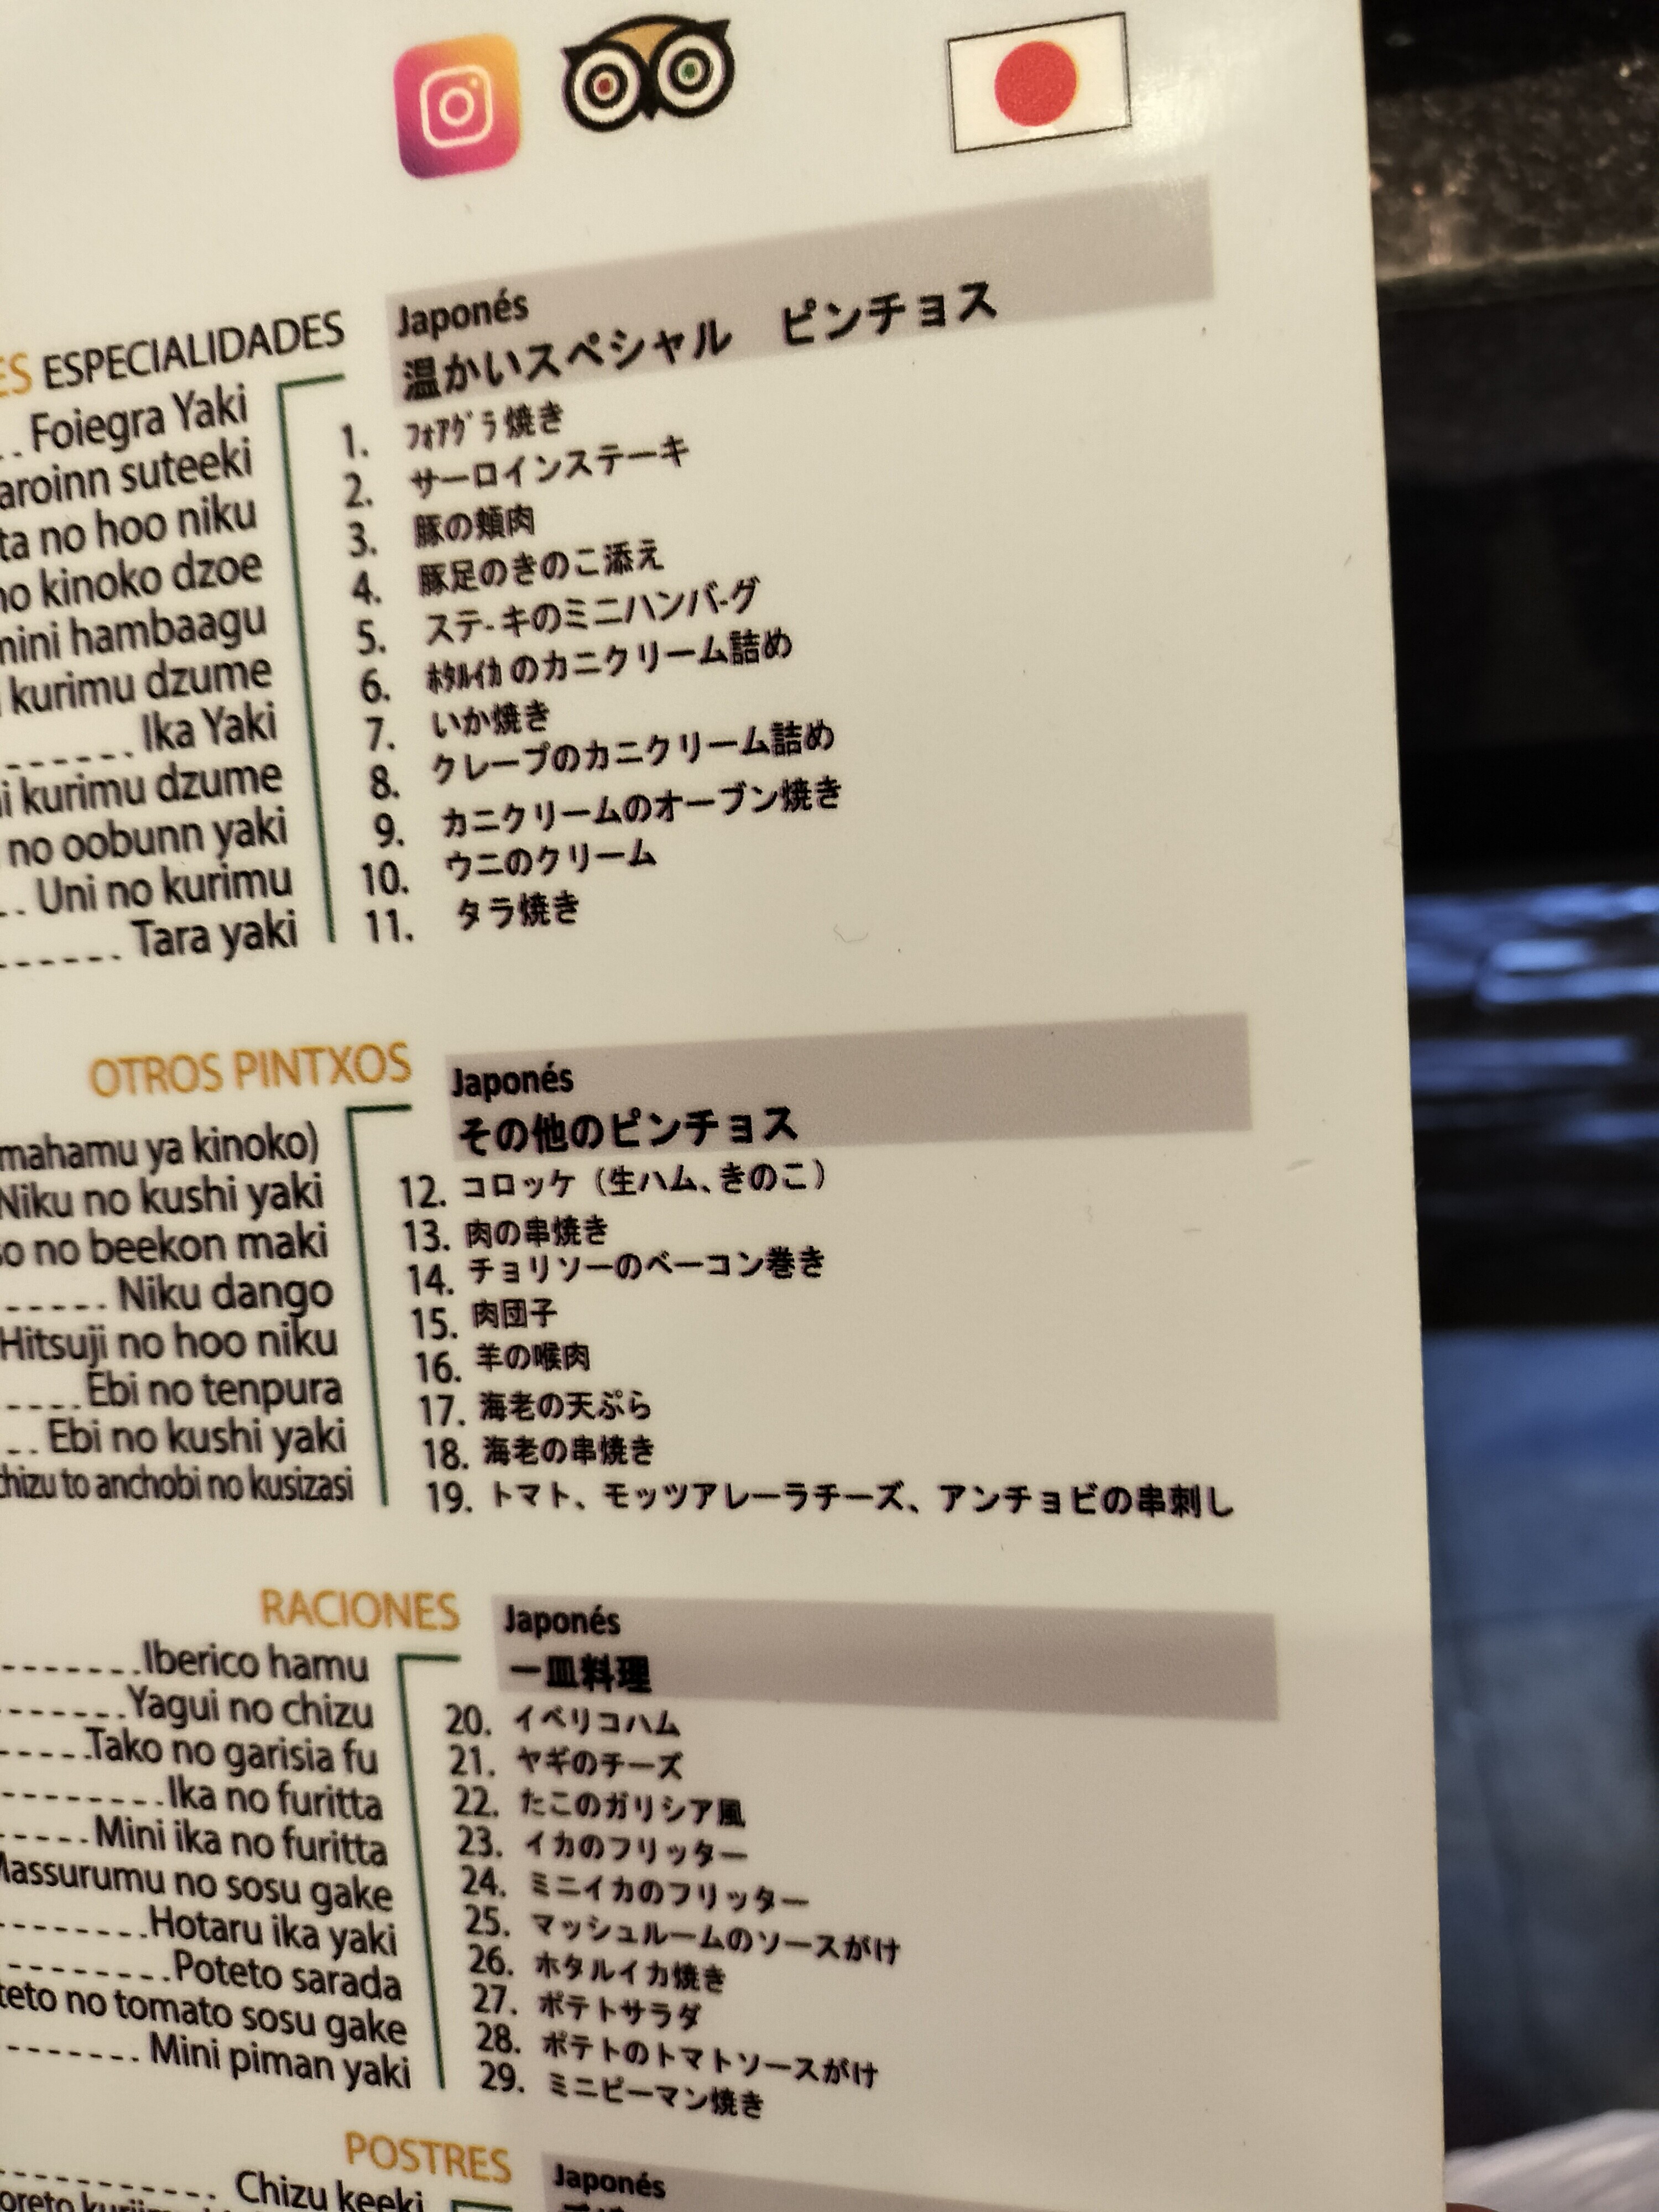 ES ESPECIALIDADES
.. Foiegra Yaki
aroinn suteeki
ta no hoo niku
no kinoko dzoe
mini hambaagu
kurimu dzume
Ika Yaki
i kurimu dzume
no oobunn yaki
Uni no kurimu
Tara yaki
Japonés
温かいスペシャル　ピンチョス
1. ﾌｫｱｸﾞﾗ焼き
2. サーロインステーキ
3. 豚の頬肉
4. 豚足のきのこ添え
5. ステ-キのミニハンバ-グ
6. ﾎﾀﾙｲｶのカニクリーム詰め
7. いか焼き
8. クレープのカニクリーム詰め
9. カニクリームのオーブン焼き
10. ウニのクリーム
11. タラ焼き
OTROS PINTXOS
mahamu ya kinoko)
Niku no kushi yaki
so no beekon maki
Niku dango
Hitsuji no hoo niku
Ebi no tenpura
Ebi no kushi yaki
chizu to anchobi no kusizasi
Japonés
その他のピンチョス
12. コロッケ（生ハム、きのこ）
13. 肉の串焼き
14. チョリソーのベーコン巻き
15. 肉団子
16. 羊の喉肉
17. 海老の天ぷら
18. 海老の串焼き
19. トマト、モッツアレーラチーズ、アンチョビの串刺し
RACIONES
Iberico hamu
Yagui no chizu
Tako no garisia fu
Ika no furitta
Mini ika no furitta
Massurumu no sosu gake
Hotaru ika yaki
Poteto sarada
teto no tomato sosu gake
Mini piman yaki
Japonés
一皿料理
20. イベリコハム
21. ヤギのチーズ
22. たこのガリシア風
23. イカのフリッター
24. ミニイカのフリッター
25. マッシュルームのソースがけ
26. ホタルイカ焼き
27. ポテトサラダ
28. ポテトのトマトソースがけ
29. ミニピーマン焼き
POSTRES
Chizu keeki
Japonés